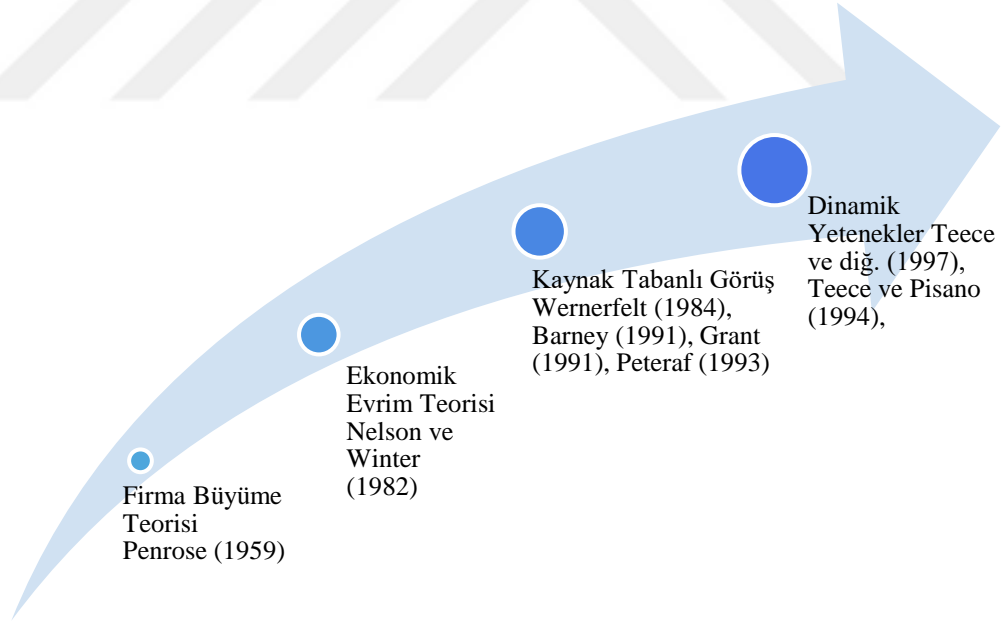 Firma Büyüme
Teorisi
Penrose (1959)
Ekonomik
Evrim Teorisi
Nelson ve
Winter
(1982)
Kaynak Tabanlı Görüş
Wernerfelt (1984),
Barney (1991), Grant
(1991), Peteraf (1993)
Dinamik
Yetenekler Teece
ve diğ. (1997),
Teece ve Pisano
(1994),